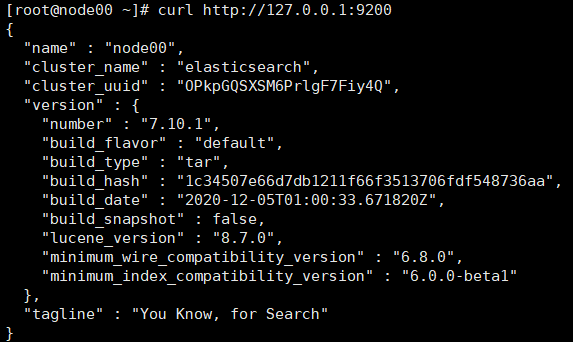 [root@node00 ~]# curl http://127.0.0.1:9200
{
  "name" : "node00",
  "cluster_name" : "elasticsearch",
  "cluster_uuid" : "OPkpGQSXSM6PrlgF7Fiy4Q",
  "version" : {
    "number" : "7.10.1",
    "build_flavor" : "default",
    "build_type" : "tar",
    "build_hash" : "1c34507e66d7db1211f66f3513706fdf548736aa",
    "build_date" : "2020-12-05T01:00:33.671820Z",
    "build_snapshot" : false,
    "lucene_version" : "8.7.0",
    "minimum_wire_compatibility_version" : "6.8.0",
    "minimum_index_compatibility_version" : "6.0.0-beta1"
  },
  "tagline" : "You Know, for Search"
}